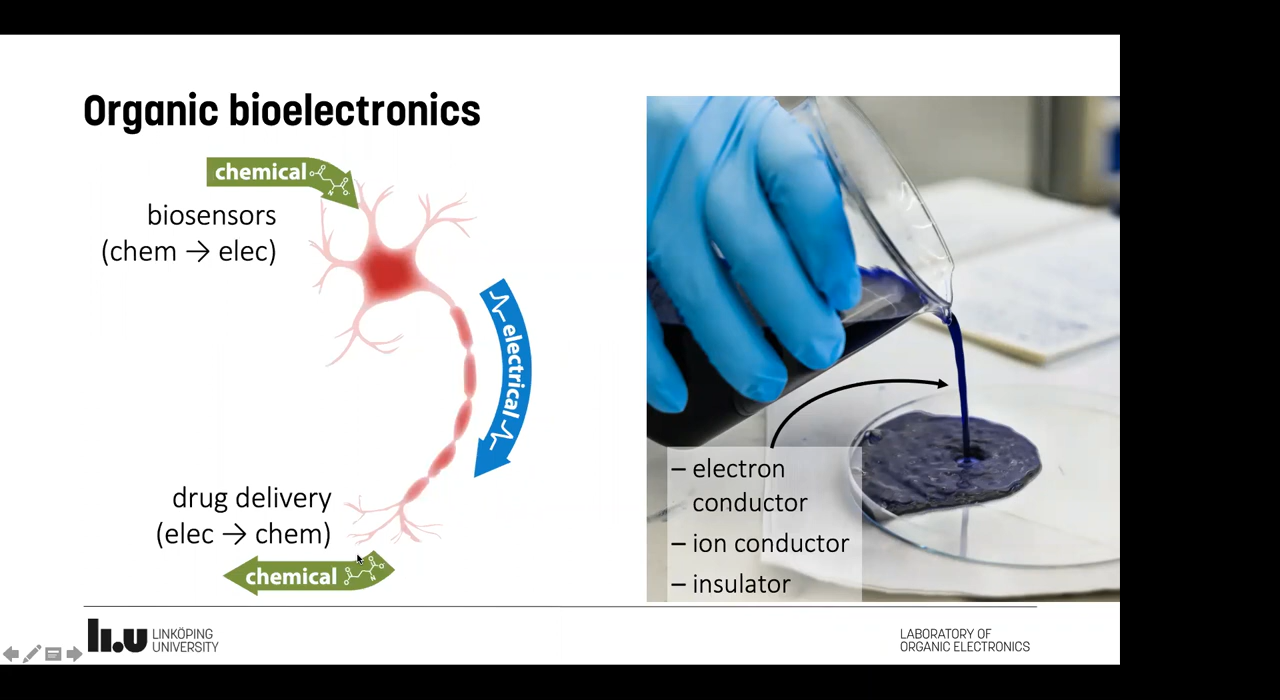 Organic bioelectronics
chemical
biosensors
(chem → elec)
electrical
drug delivery
(elec → chem)
chemical
– electron
conductor
– ion conductor
– insulator
li.u LINKÖPING
UNIVERSITY
LABORATORY OF
ORGANIC ELECTRONICS